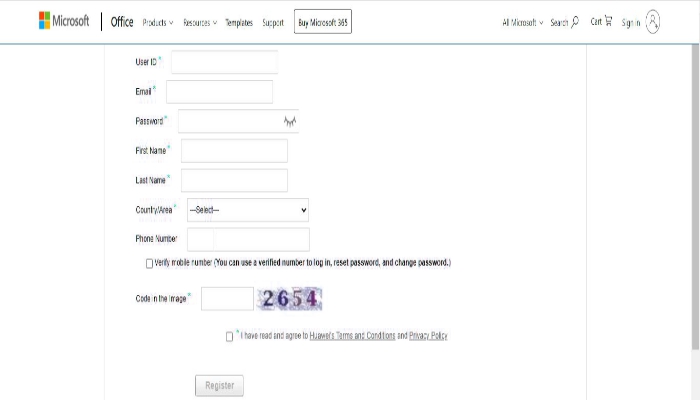 Microsoft | Office Products Resources Templates Support Buy Microsoft 365 All Microsoft Search Cart Sign in
User ID *
Email *
Password *
First Name *
Last Name *
Country/Area * ---Select---
Phone Number
Verify mobile number (You can use a verified number to log in, reset password, and change password.)
Code in the Image * 2654
* I have read and agree to Huawei's Terms and Conditions and Privacy Policy
Register